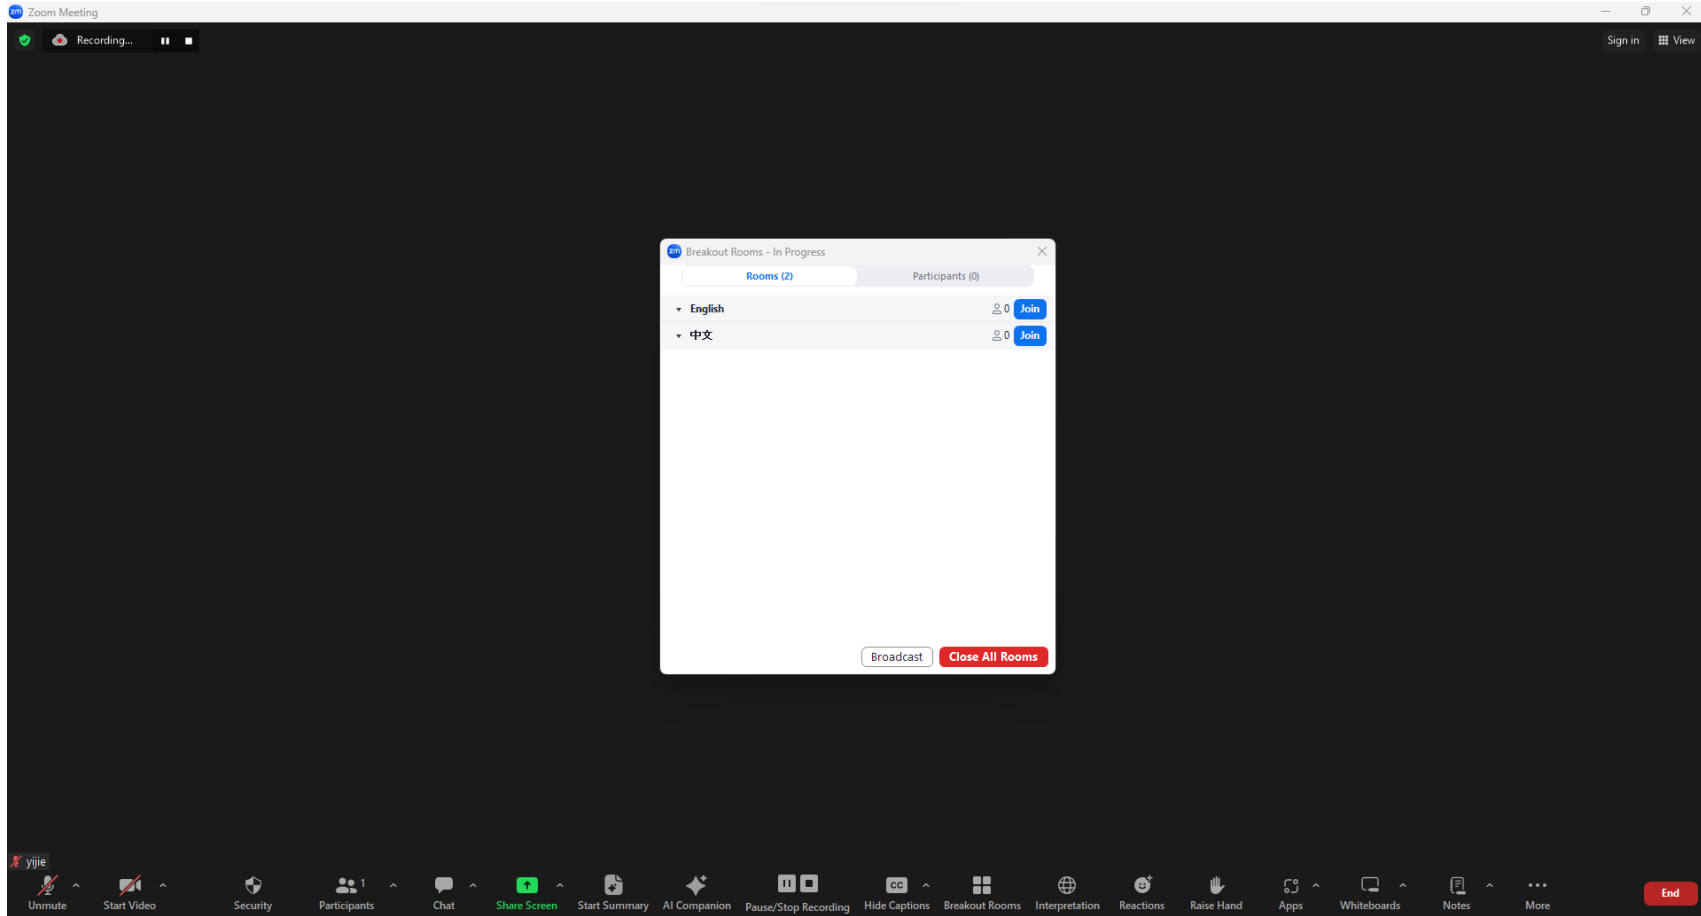 zm Zoom Meeting
Recording...
Sign in View
zm Breakout Rooms - In Progress
Rooms (2) Participants (0)
English 0 Join
中文 0 Join
Broadcast Close All Rooms
yijie
1
CC
Unmute Start Video Security Participants Chat Share Screen Start Summary AI Companion Pause/Stop Recording Hide Captions Breakout Rooms Interpretation Reactions Raise Hand Apps Whiteboards Notes More End